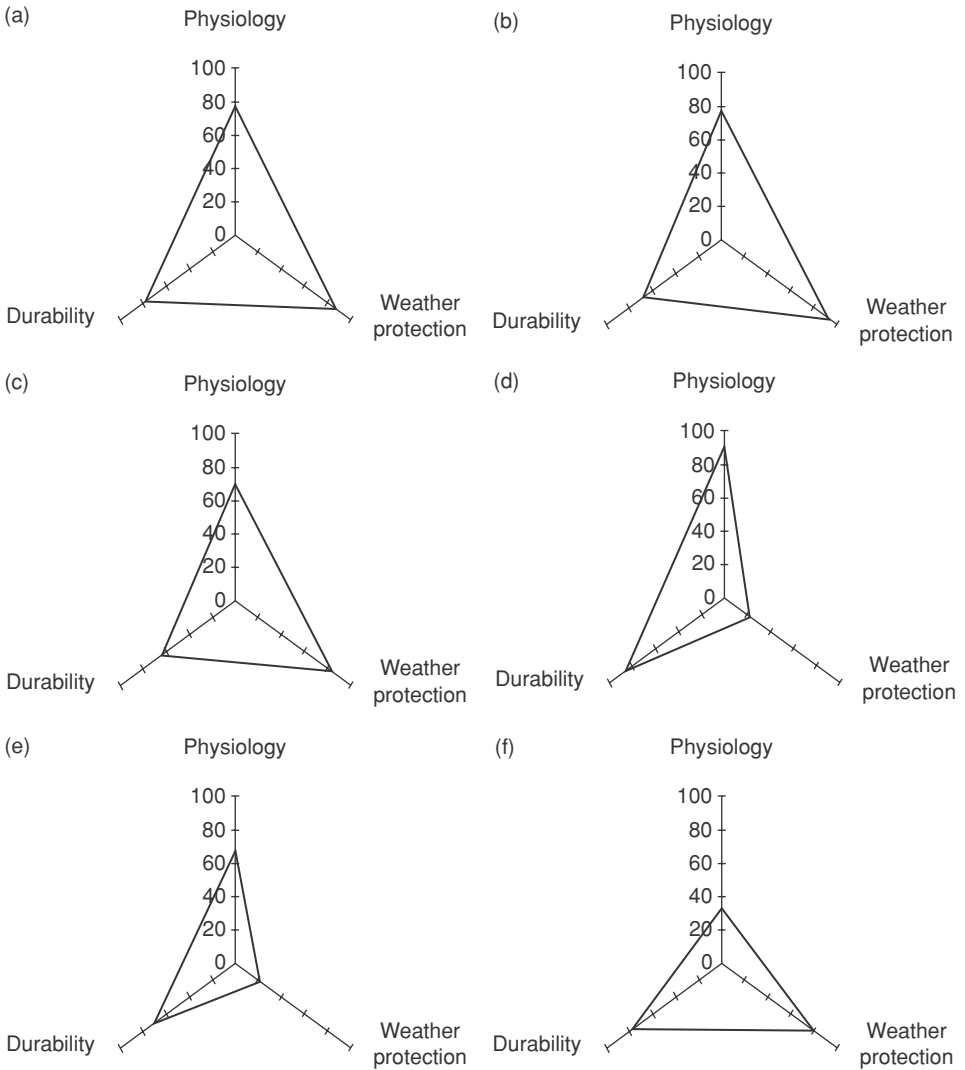 (a)
Physiology
100
80
60
40
20
0
Durability
Weather
protection
(b)
Physiology
100
80
60
40
20
0
Durability
Weather
protection
(c)
Physiology
100
80
60
40
20
0
Durability
Weather
protection
(d)
Physiology
100
80
60
40
20
0
Durability
Weather
protection
(e)
Physiology
100
80
60
40
20
0
Durability
Weather
protection
(f)
Physiology
100
80
60
40
20
0
Durability
Weather
protection